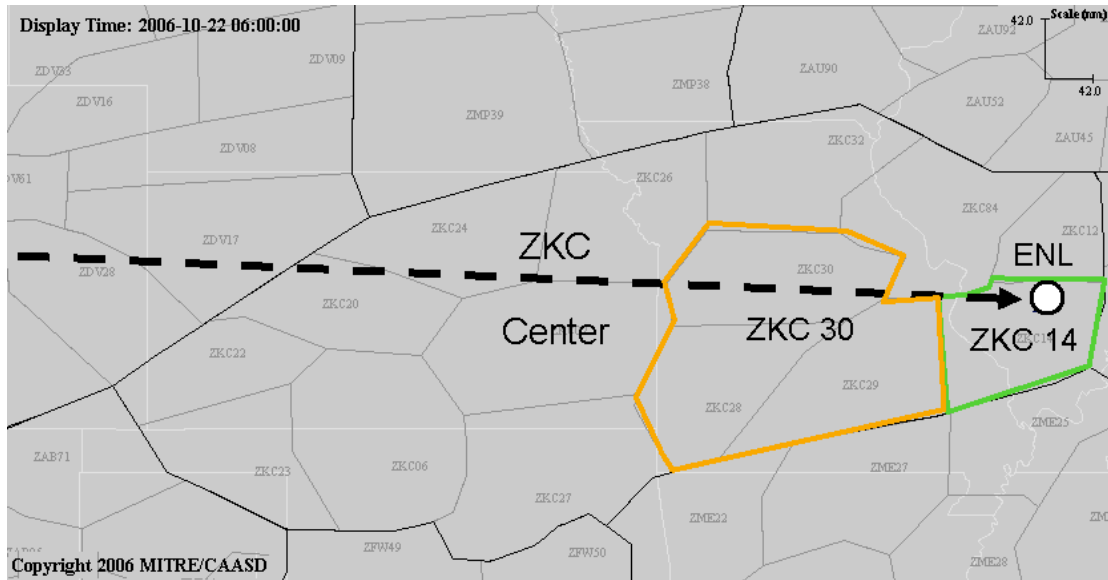 Display Time: 2006-10-22 06:00:00
42.0
Scale (nm)
ZAU92
ZDV33
ZDV09
ZAU90
42.0
ZDV16
ZMP38
ZAU52
ZMP39
ZAU45
ZDV08
ZKC32
ZKC26
ZKC84
ZKC24
ZKC12
ZDV17
ZKC
ENL
ZDV28
ZKC30
ZKC20
Center
ZKC 30
ZKC 14
ZKC22
ZKC29
ZKC28
ZME25
ZAB71
ZKC23
ZKC06
ZME27
ZKC27
ZME22
ZFW49
ZFW50
ZME28
Copyright 2006 MITRE/CAASD